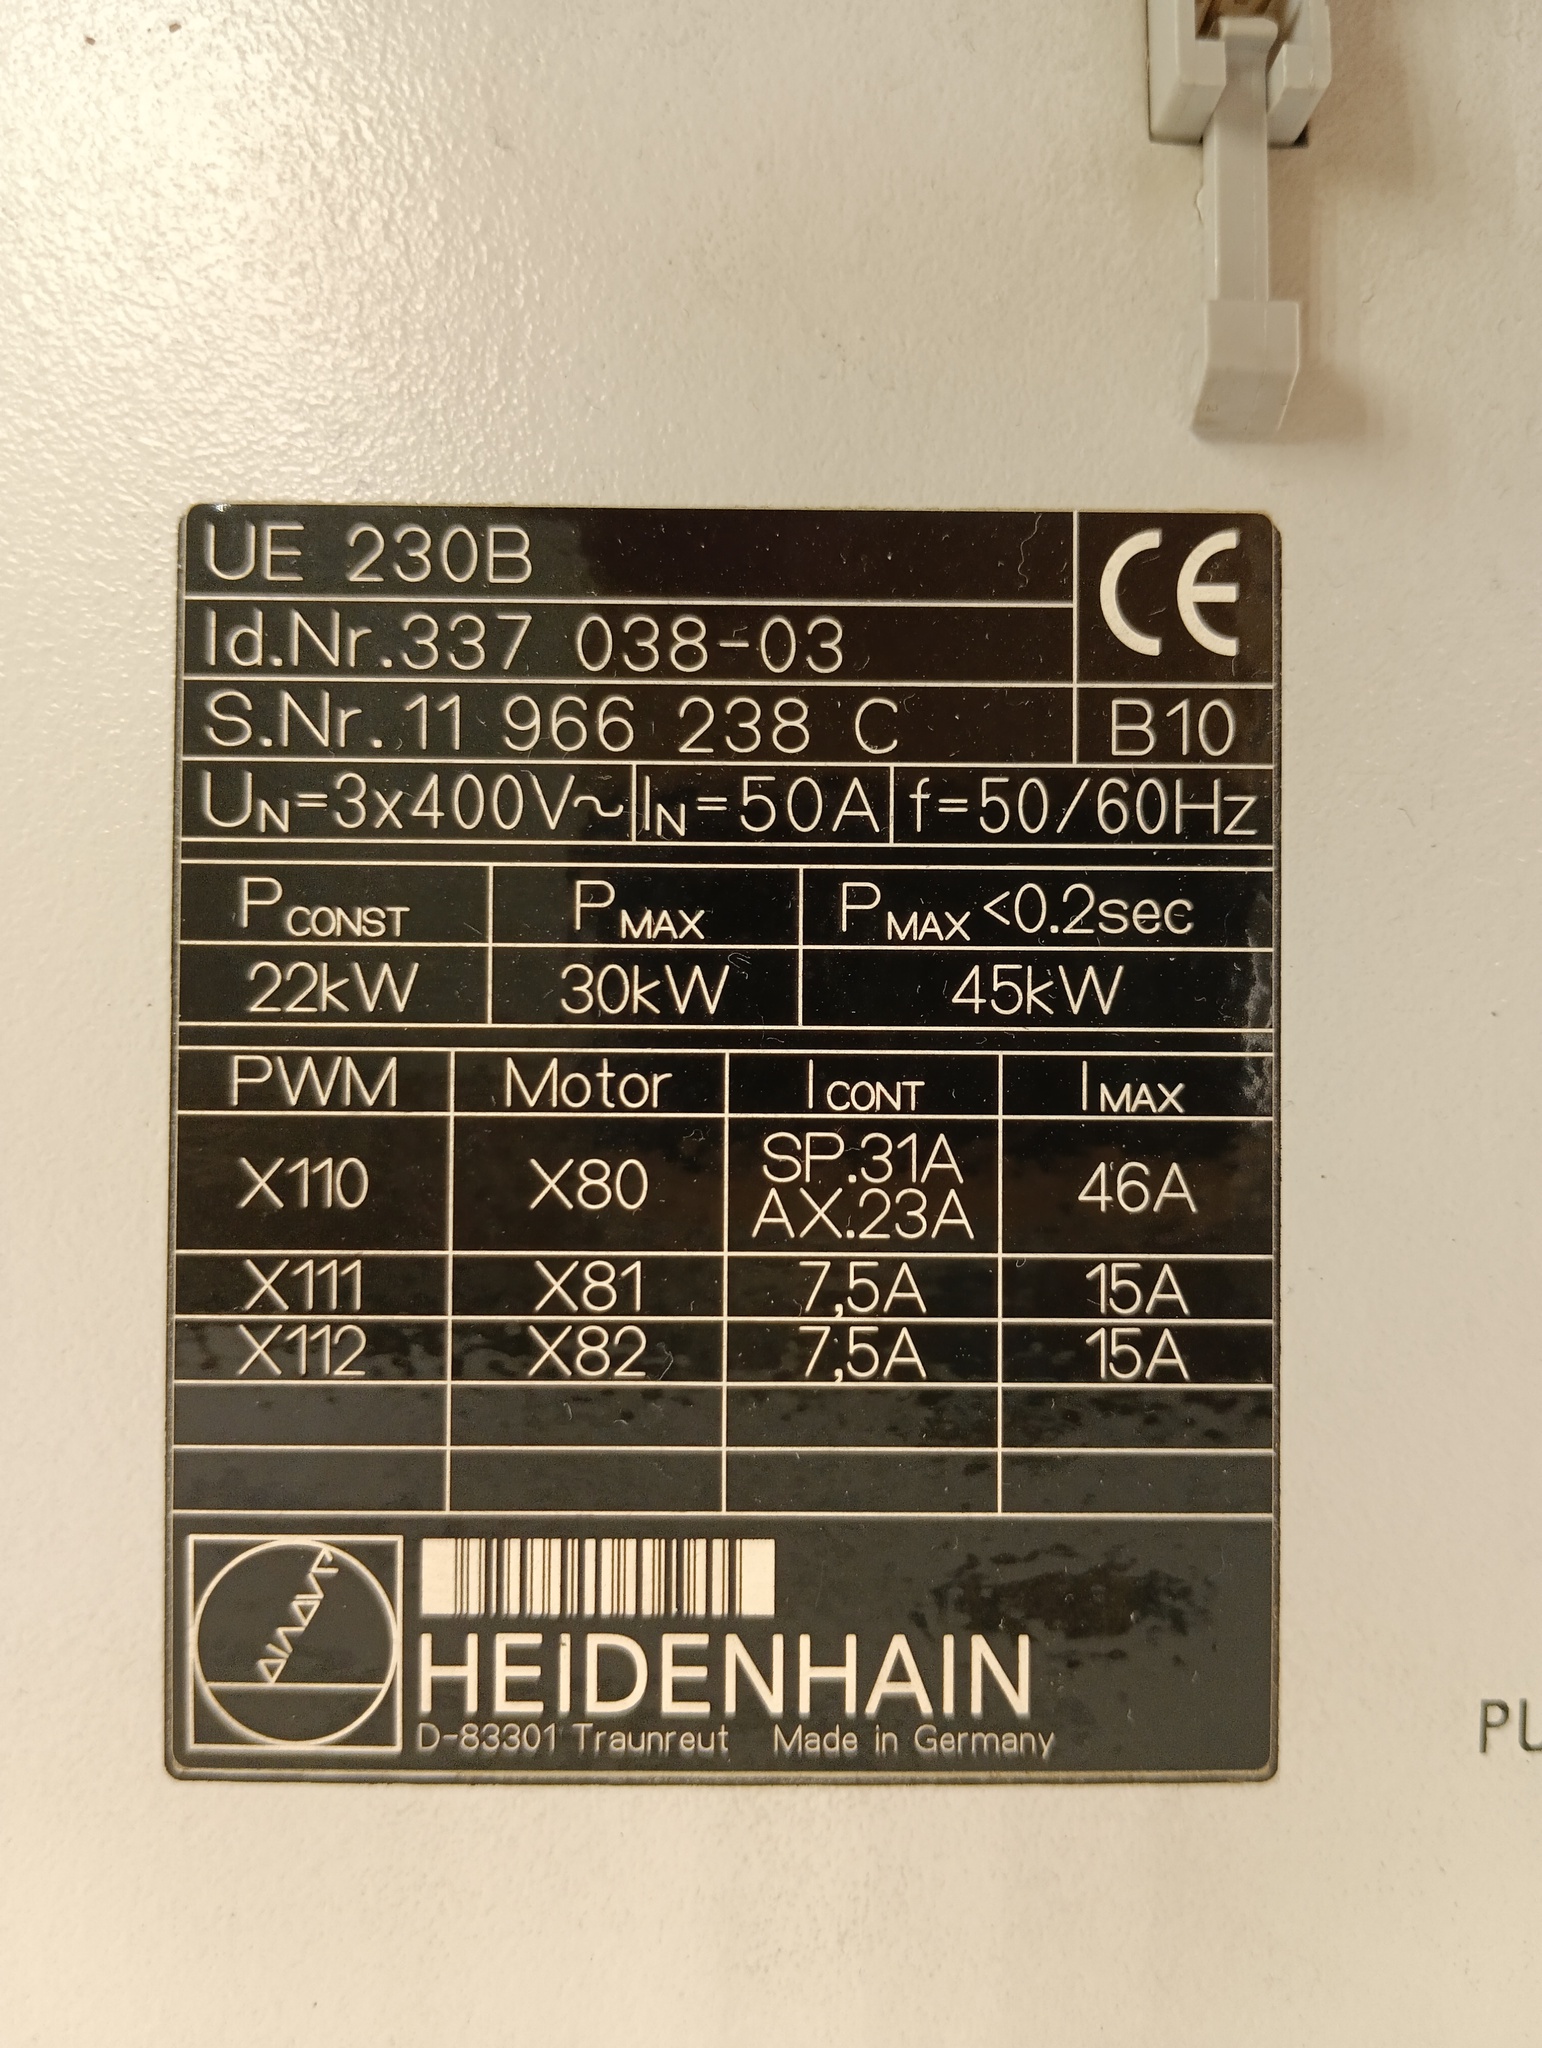 UE 230B
Id.Nr.337 038-03
S.Nr.11 966 238 C B10
UN=3x400V~ IN=50A f=50/60Hz
PCONST PMAX PMAX<0.2sec
22kW 30kW 45kW
PWM Motor ICONT IMAX
X110 X80 SP.31A 46A
AX.23A
X111 X81 7,5A 15A
X112 X82 7,5A 15A
HEIDENHAIN
D-83301 Traunreut Made in Germany
PU